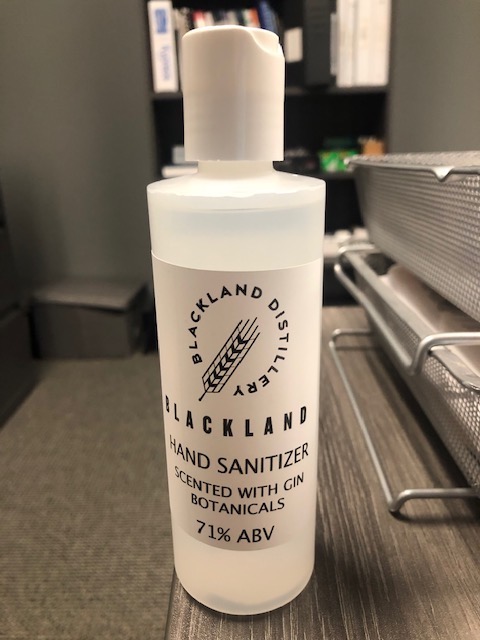 BLACKLAND DISTILLERY
BLACKLAND
HAND SANITIZER
SCENTED WITH GIN
BOTANICALS
71% ABV